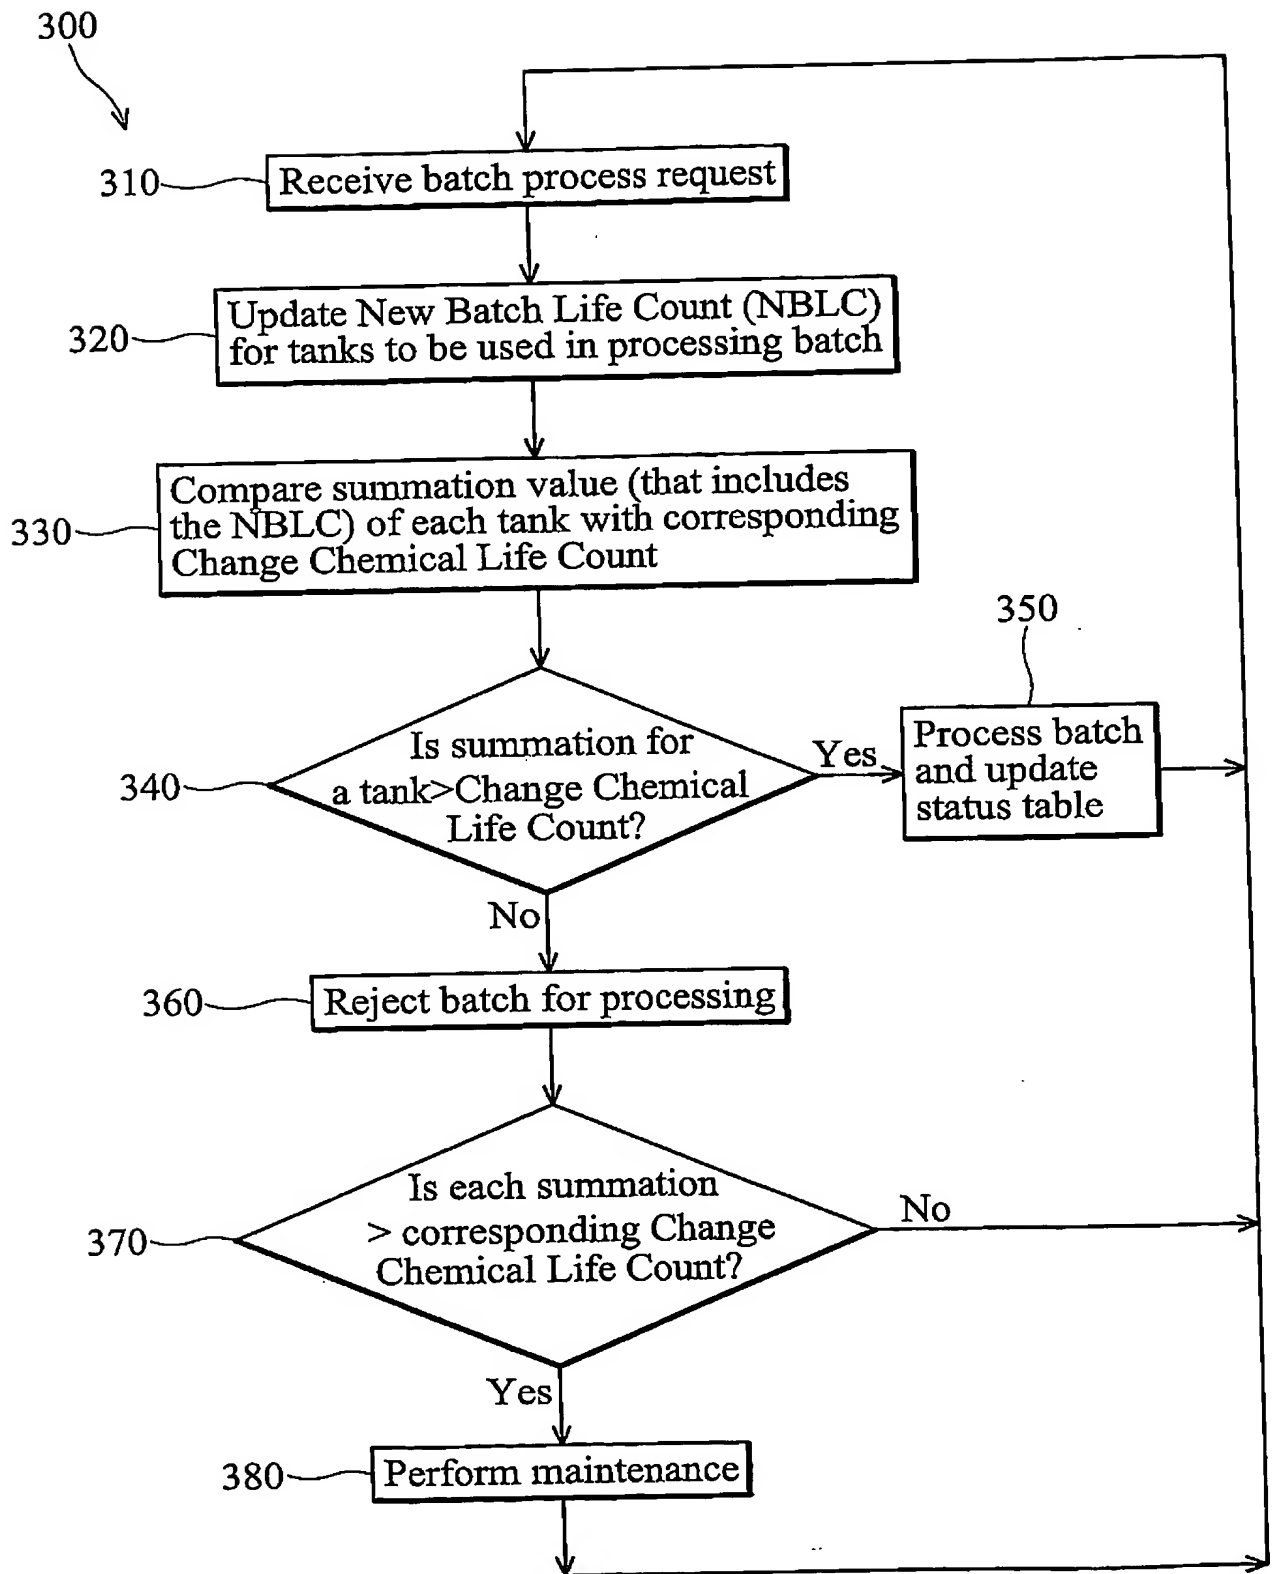 300
310
Receive batch process request
320
Update New Batch Life Count (NBLC)
for tanks to be used in processing batch
330
Compare summation value (that includes
the NBLC) of each tank with corresponding
Change Chemical Life Count
340
Is summation for
a tank>Change Chemical
Life Count?
Yes
350
Process batch
and update
status table
No
360
Reject batch for processing
370
Is each summation
> corresponding Change
Chemical Life Count?
No
Yes
380
Perform maintenance